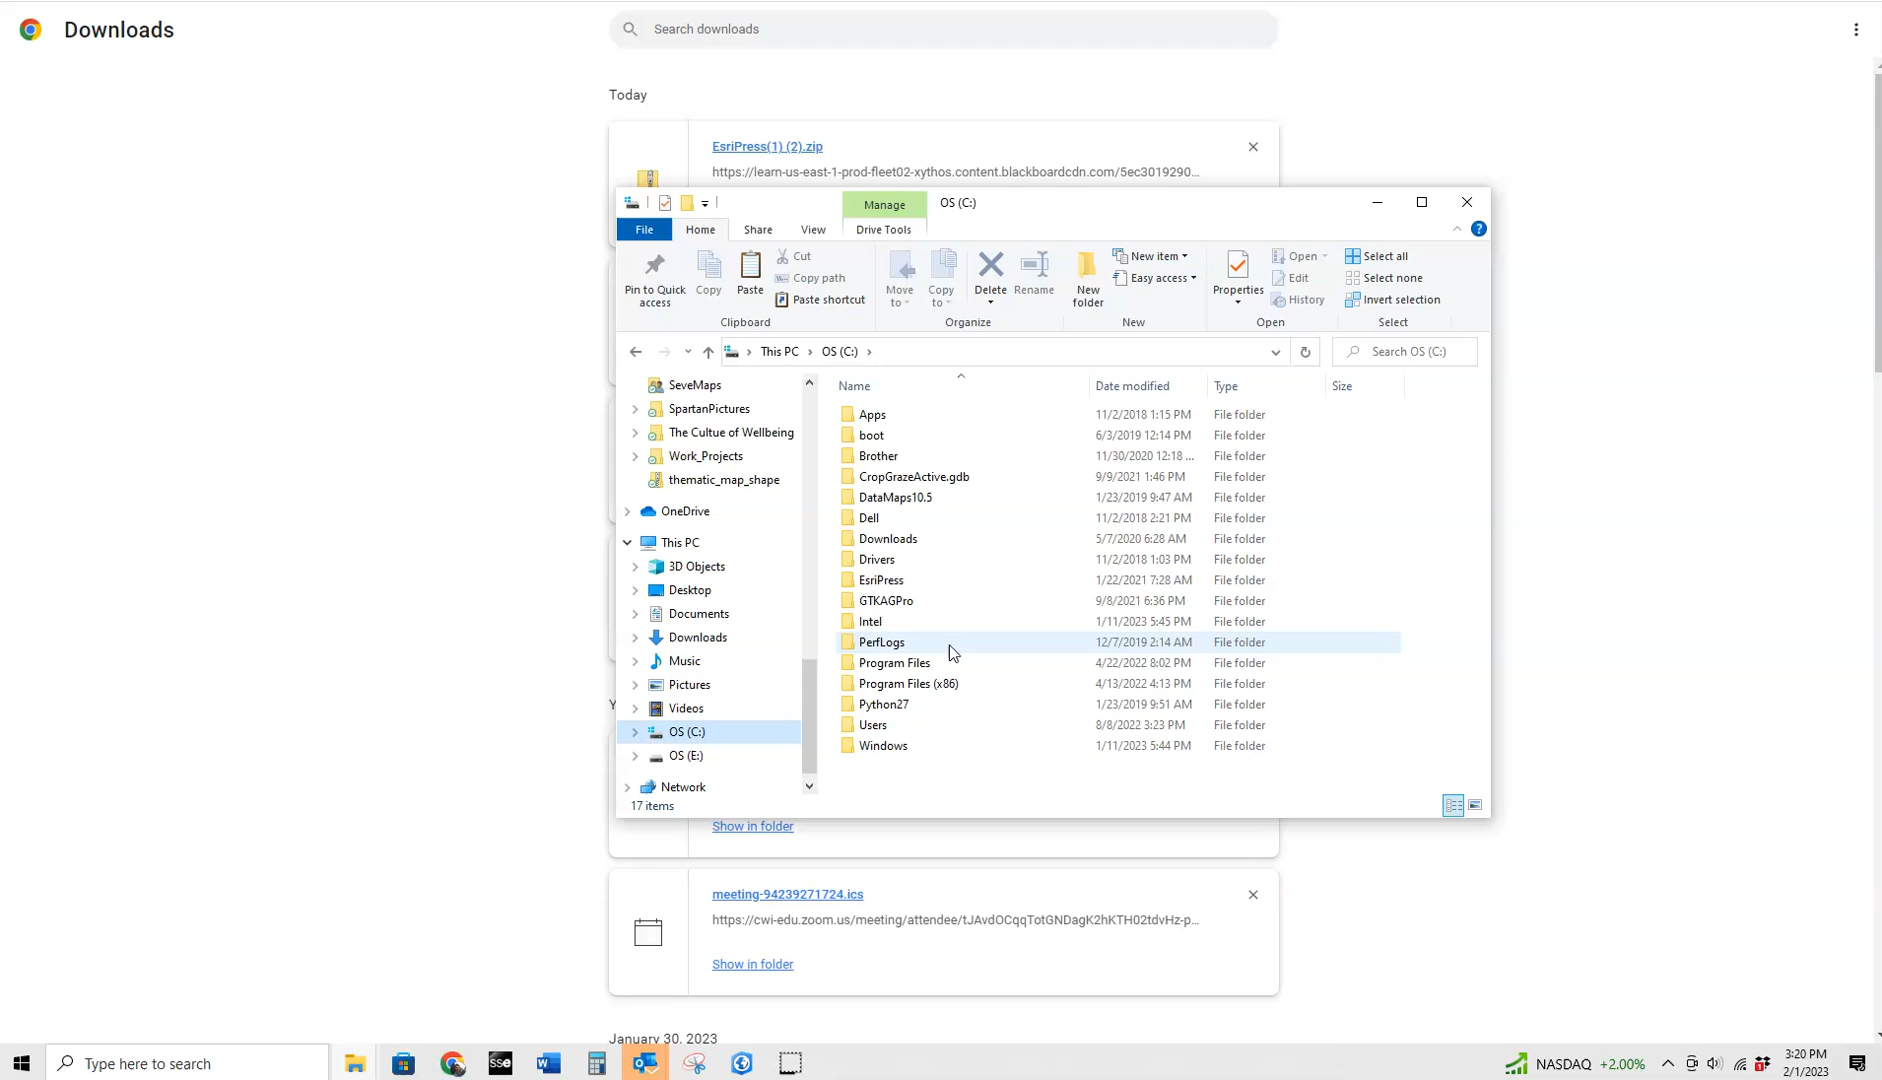 Downloads
Search downloads
Today
EsriPress(1) (2).zip
https://learn-us-east-1-prod-fleet02-xythos.content.blackboardcdn.com/5ec3019290...
Manage
OS (C:)
File
Home
Share
View
Drive Tools
Pin to Quick access
Copy
Paste
Cut
Copy path
Paste shortcut
Clipboard
Move to
Copy to
Delete
Rename
Organize
New folder
New item
Easy access
New
Properties
Open
Edit
History
Open
Select all
Select none
Invert selection
Select
This PC
OS (C:)
Search OS (C:)
SeveMaps
SpartanPictures
The Cultue of Wellbeing
Work_Projects
thematic_map_shape
OneDrive
This PC
3D Objects
Desktop
Documents
Downloads
Music
Pictures
Videos
OS (C:)
OS (E:)
Network
Name Date modified Type Size
Apps 11/2/2018 1:15 PM File folder
boot 6/3/2019 12:14 PM File folder
Brother 11/30/2020 12:18 ... File folder
CropGrazeActive.gdb 9/9/2021 1:46 PM File folder
DataMaps10.5 1/23/2019 9:47 AM File folder
Dell 11/2/2018 2:21 PM File folder
Downloads 5/7/2020 6:28 AM File folder
Drivers 11/2/2018 1:03 PM File folder
EsriPress 1/22/2021 7:28 AM File folder
GTKAGPro 9/8/2021 6:36 PM File folder
Intel 1/11/2023 5:45 PM File folder
PerfLogs 12/7/2019 2:14 AM File folder
Program Files 4/22/2022 8:02 PM File folder
Program Files (x86) 4/13/2022 4:13 PM File folder
Python27 1/23/2019 9:51 AM File folder
Users 8/8/2022 3:23 PM File folder
Windows 1/11/2023 5:44 PM File folder
17 items
Show in folder
meeting-94239271724.ics
https://cwi-edu.zoom.us/meeting/attendee/tJAvdOCqqTotGNDagK2hKTH02tdvHz-p...
Show in folder
January 30, 2023
Type here to search
sse
NASDAQ +2.00%
3:20 PM
2/1/2023